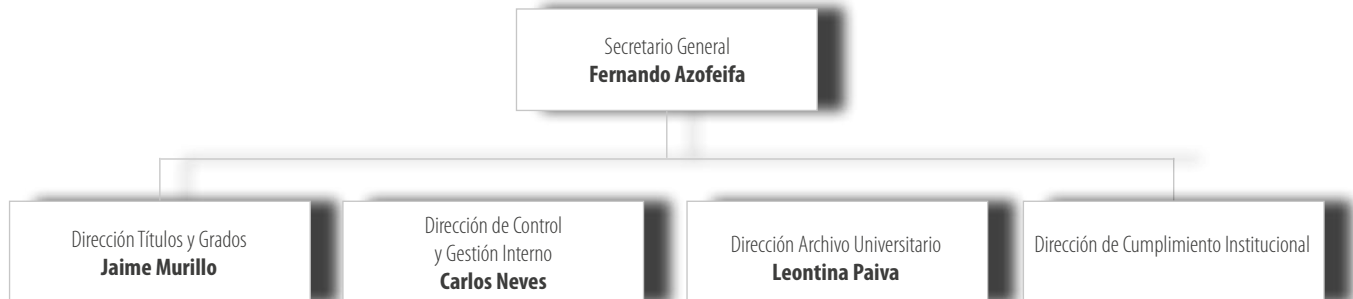 Secretario General
Fernando Azofeifa
Dirección Títulos y Grados
Jaime Murillo
Dirección de Control
y Gestión Interno
Carlos Neves
Dirección Archivo Universitario
Leontina Paiva
Dirección de Cumplimiento Institucional